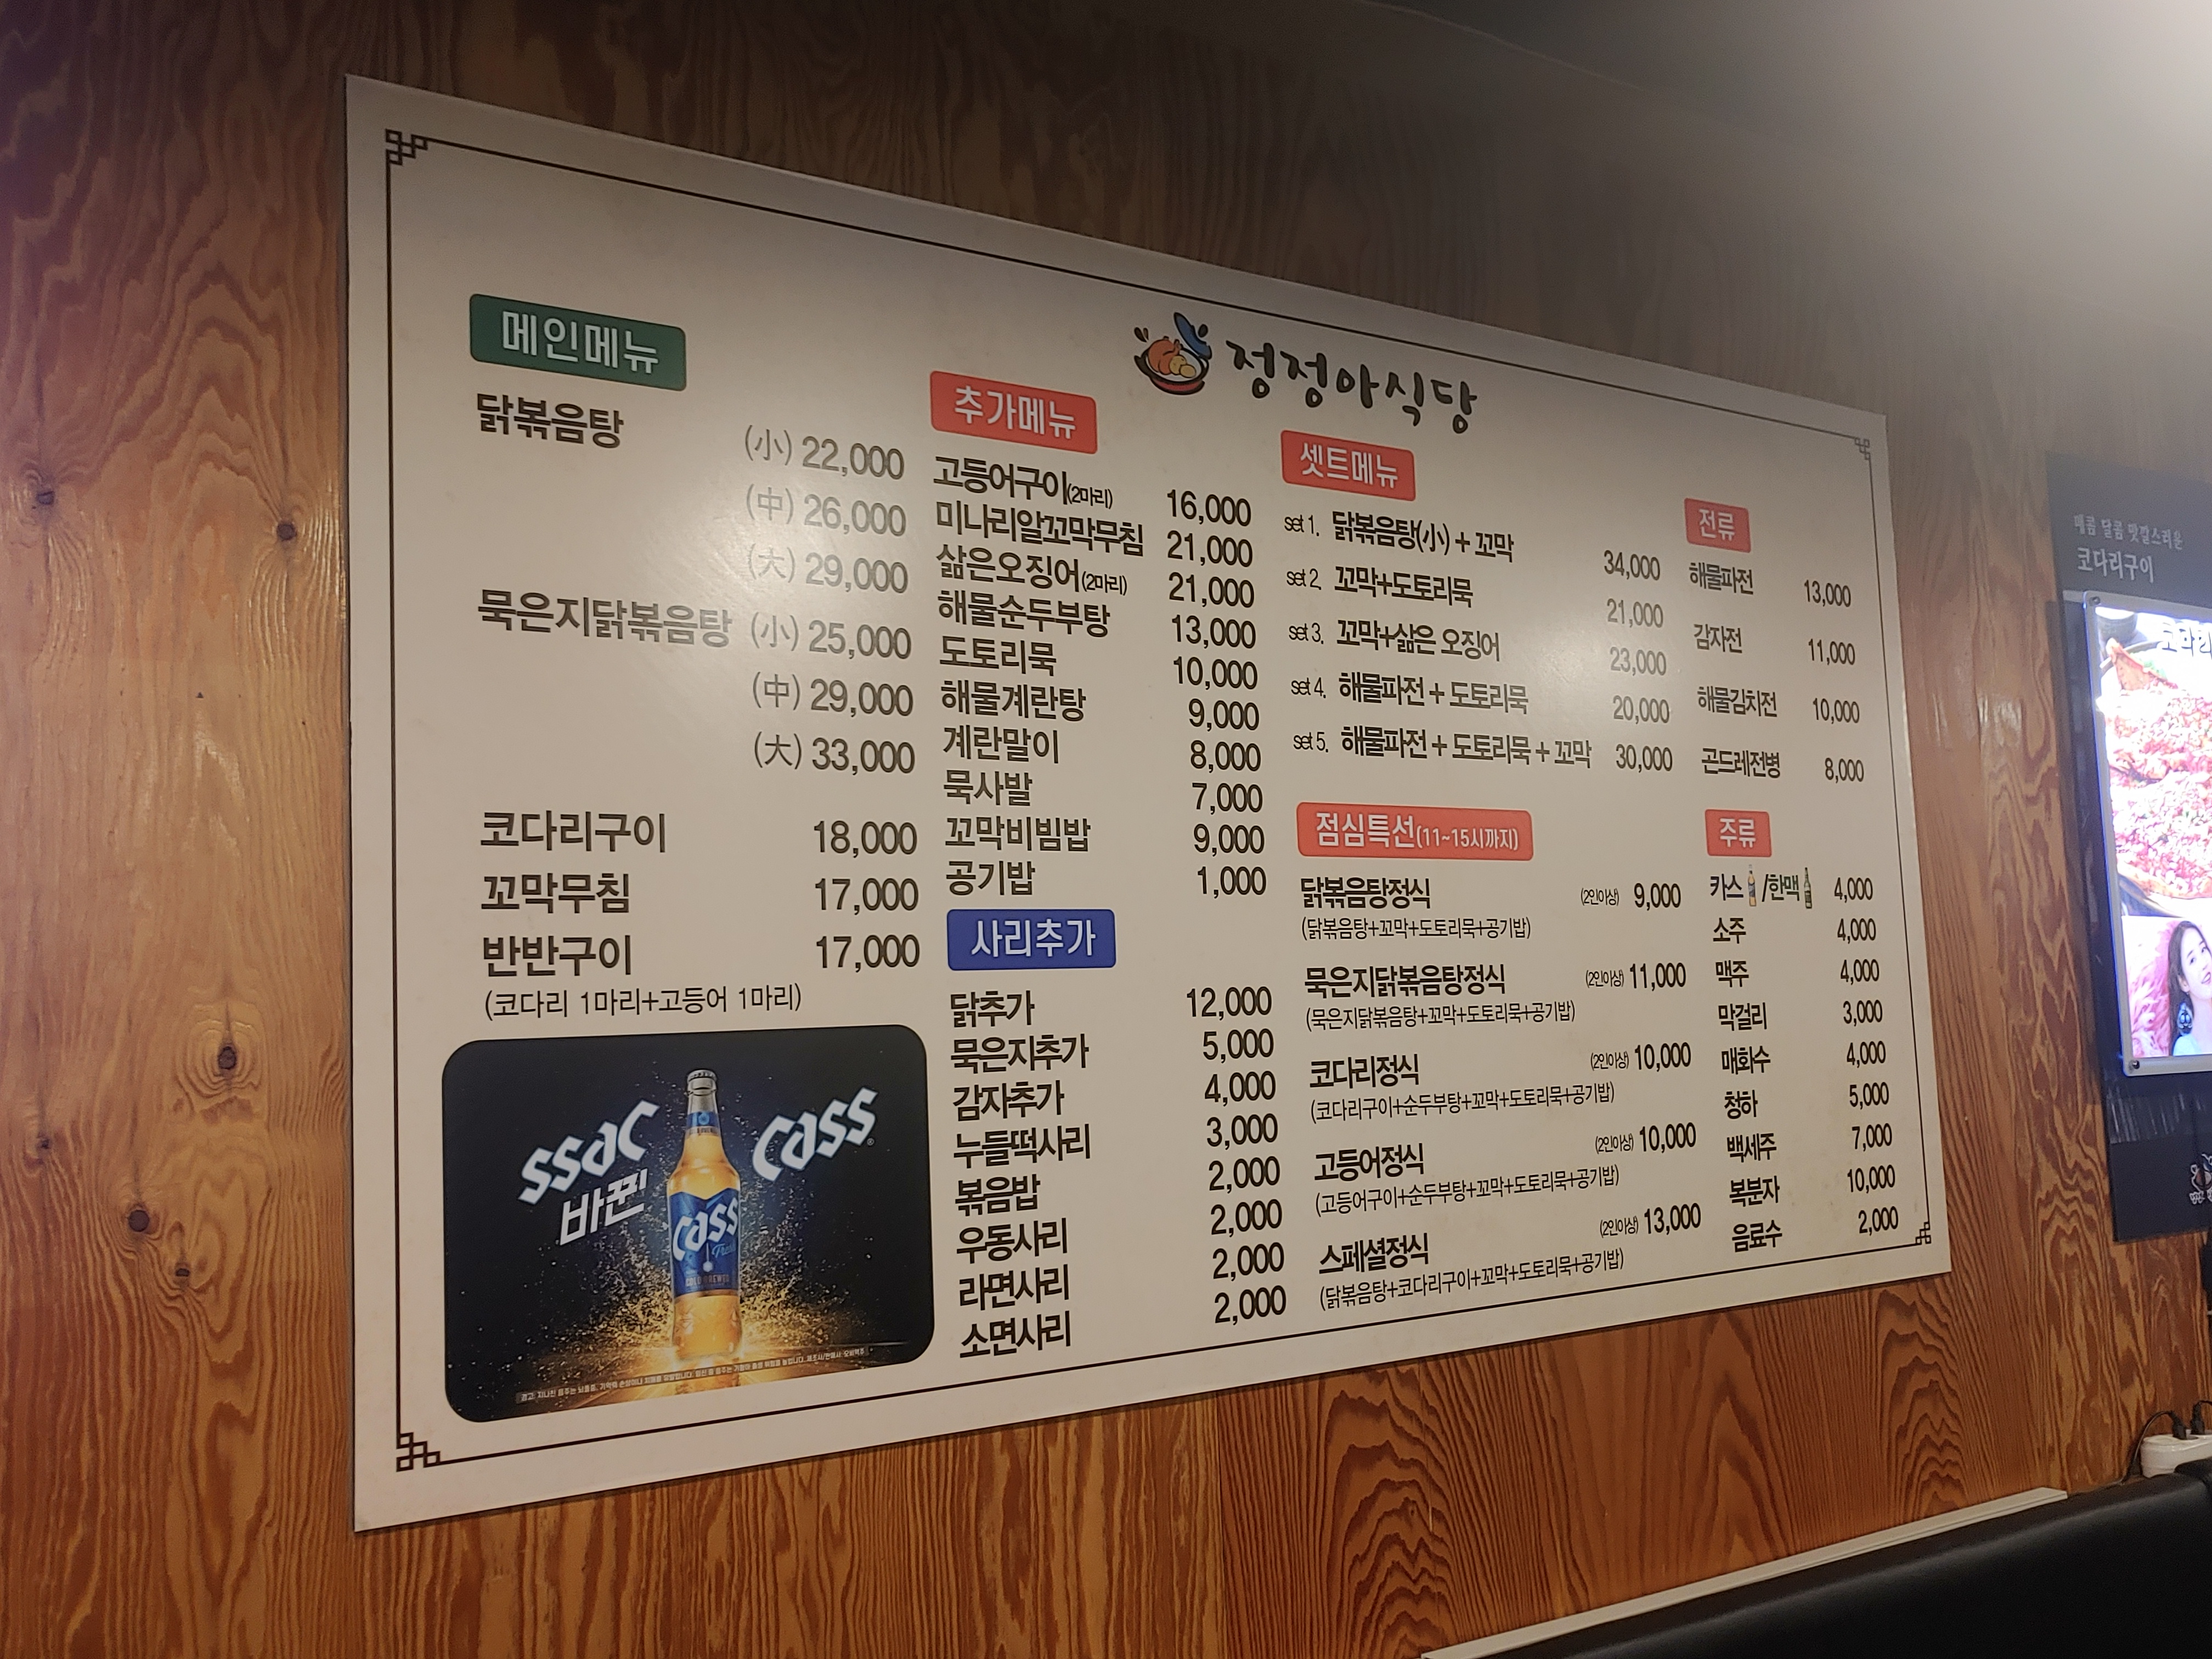 정정아식당
메인메뉴
닭볶음탕
(小) 22,000
(中) 26,000
(大) 29,000
묵은지닭볶음탕 (小) 25,000
(中) 29,000
(大) 33,000
코다리구이 18,000
꼬막무침 17,000
반반구이 17,000
(코다리 1마리+고등어 1마리)
ssac
바꾼
Cass
Cass
Fresh
추가메뉴
고등어구이(2마리) 16,000
미나리알꼬막무침 21,000
삶은오징어(2마리) 21,000
해물순두부탕 13,000
도토리묵 10,000
해물계란탕 9,000
계란말이 8,000
묵사발 7,000
꼬막비빔밥 9,000
공기밥 1,000
사리추가
닭추가 12,000
묵은지추가 5,000
감자추가 4,000
누들떡사리 3,000
볶음밥 2,000
우동사리 2,000
라면사리 2,000
소면사리 2,000
셋트메뉴
set 1. 닭볶음탕(小) + 꼬막 34,000
set 2. 꼬막+도토리묵 21,000
set 3. 꼬막+삶은 오징어 23,000
set 4. 해물파전 + 도토리묵 20,000
set 5. 해물파전 + 도토리묵 + 꼬막 30,000
점심특선(11~15시까지)
닭볶음탕정식 (2인이상) 9,000
(닭볶음탕+꼬막+도토리묵+공기밥)
묵은지닭볶음탕정식 (2인이상) 11,000
(묵은지닭볶음탕+꼬막+도토리묵+공기밥)
코다리정식 (2인이상) 10,000
(코다리구이+순두부탕+꼬막+도토리묵+공기밥)
고등어정식 (2인이상) 10,000
(고등어구이+순두부탕+꼬막+도토리묵+공기밥)
스페셜정식 (2인이상) 13,000
(닭볶음탕+코다리구이+꼬막+도토리묵+공기밥)
전류
해물파전 13,000
감자전 11,000
해물김치전 10,000
곤드레전병 8,000
주류
카스/한맥 4,000
소주 4,000
맥주 4,000
막걸리 3,000
매화수 4,000
청하 5,000
백세주 7,000
복분자 10,000
음료수 2,000
매콤 달콤 맛깔스러운
코다리구이